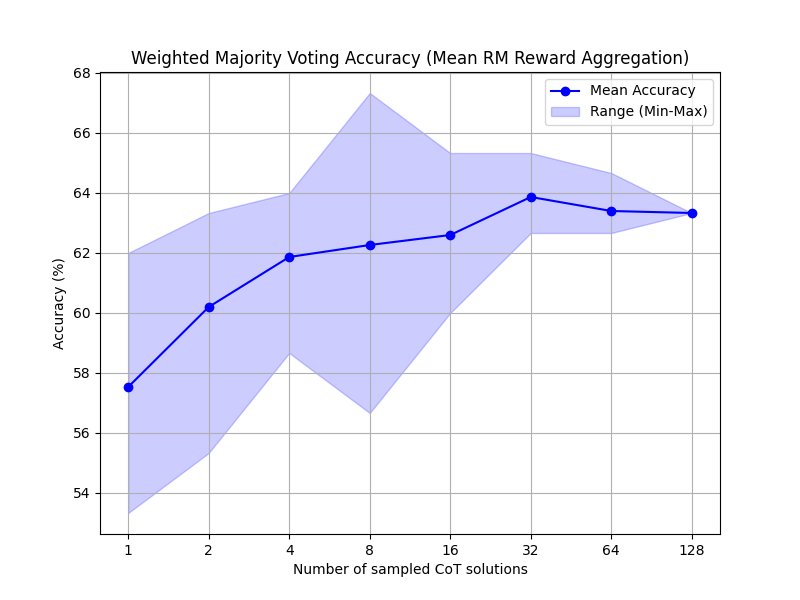 Weighted Majority Voting Accuracy (Mean RM Reward Aggregation)
Mean Accuracy
Range (Min-Max)
68
66
64
62
60
58
56
54
Accuracy (%)
1 2 4 8 16 32 64 128
Number of sampled CoT solutions